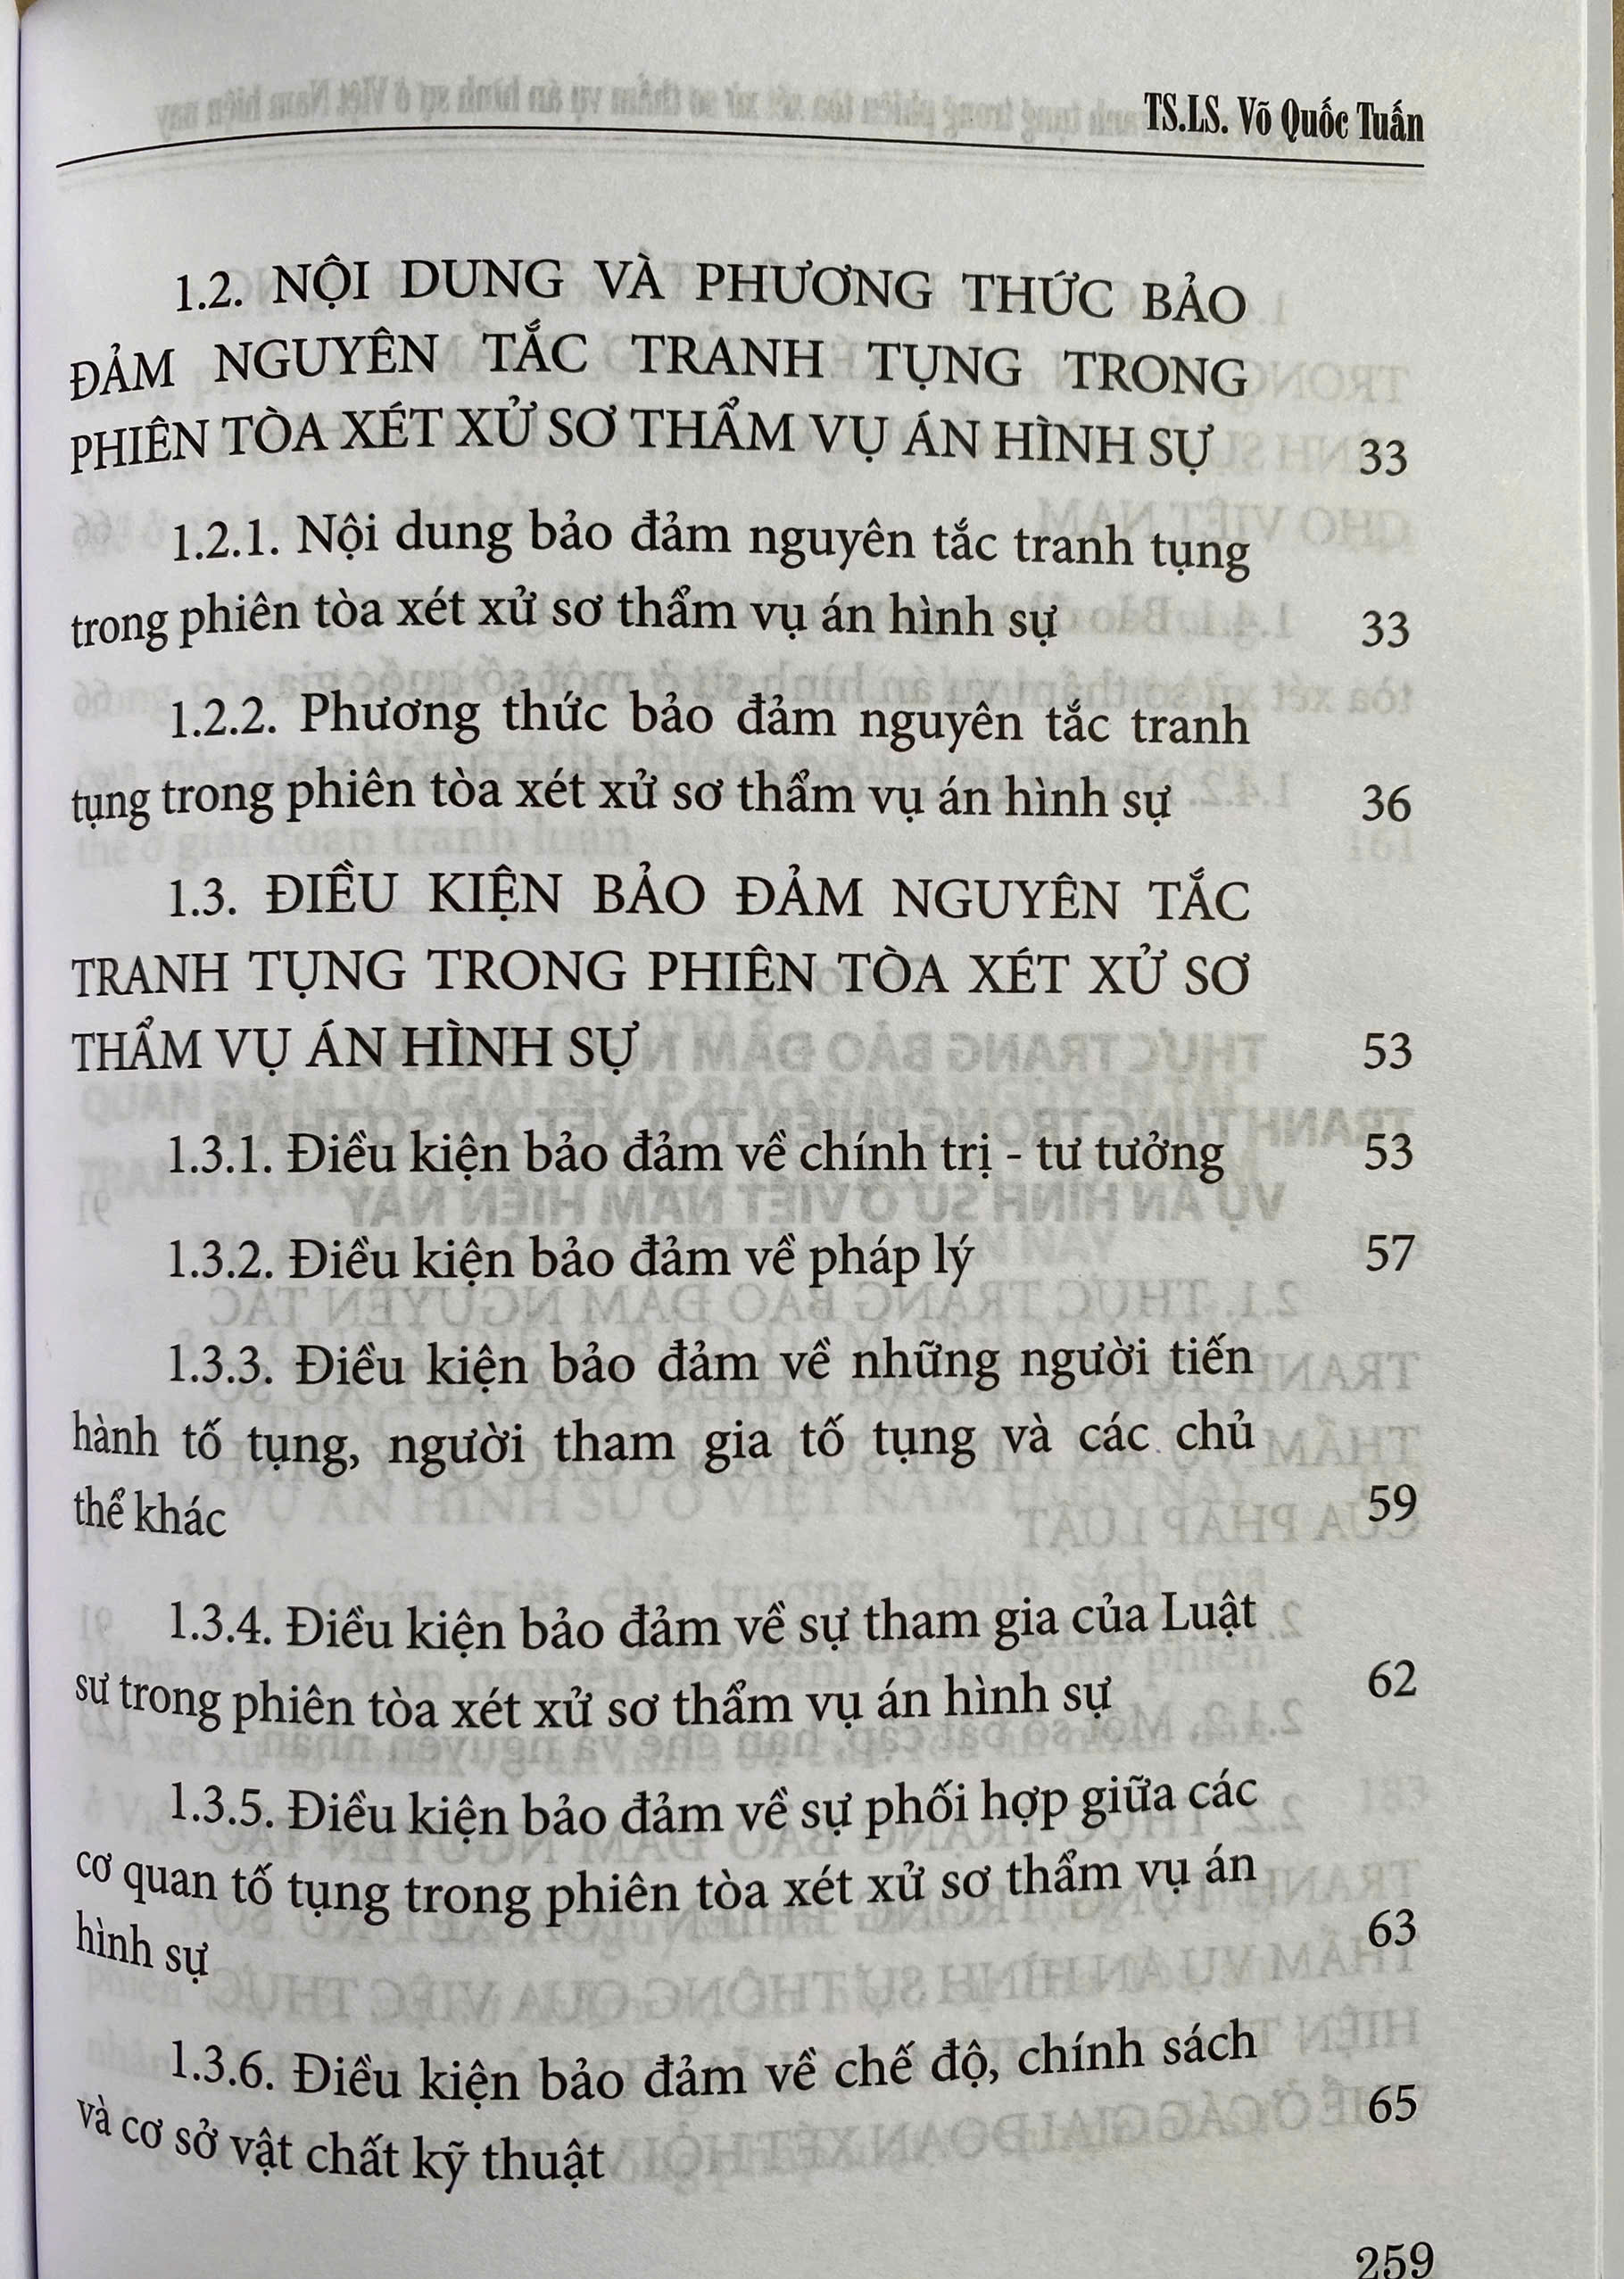 TS.LS. Võ Quốc Tuấn
1.2. NỘI DUNG VÀ PHƯƠNG THỨC BẢO
ĐẢM NGUYÊN TẮC TRANH TỤNG TRONG
PHIÊN TÒA XÉT XỬ SƠ THẨM VỤ ÁN HÌNH SỰ 33
1.2.1. Nội dung bảo đảm nguyên tắc tranh tụng
trong phiên tòa xét xử sơ thẩm vụ án hình sự 33
1.2.2. Phương thức bảo đảm nguyên tắc tranh
tụng trong phiên tòa xét xử sơ thẩm vụ án hình sự 36
1.3. ĐIỀU KIỆN BẢO ĐẢM NGUYÊN TẮC
TRANH TỤNG TRONG PHIÊN TÒA XÉT XỬ SƠ
THẨM VỤ ÁN HÌNH SỰ 53
1.3.1. Điều kiện bảo đảm về chính trị - tư tưởng 53
1.3.2. Điều kiện bảo đảm về pháp lý 57
1.3.3. Điều kiện bảo đảm về những người tiến
hành tố tụng, người tham gia tố tụng và các chủ
thể khác 59
1.3.4. Điều kiện bảo đảm về sự tham gia của Luật
sư trong phiên tòa xét xử sơ thẩm vụ án hình sự 62
1.3.5. Điều kiện bảo đảm về sự phối hợp giữa các
cơ quan tố tụng trong phiên tòa xét xử sơ thẩm vụ án
hình sự 63
1.3.6. Điều kiện bảo đảm về chế độ, chính sách
và cơ sở vật chất kỹ thuật 65
259